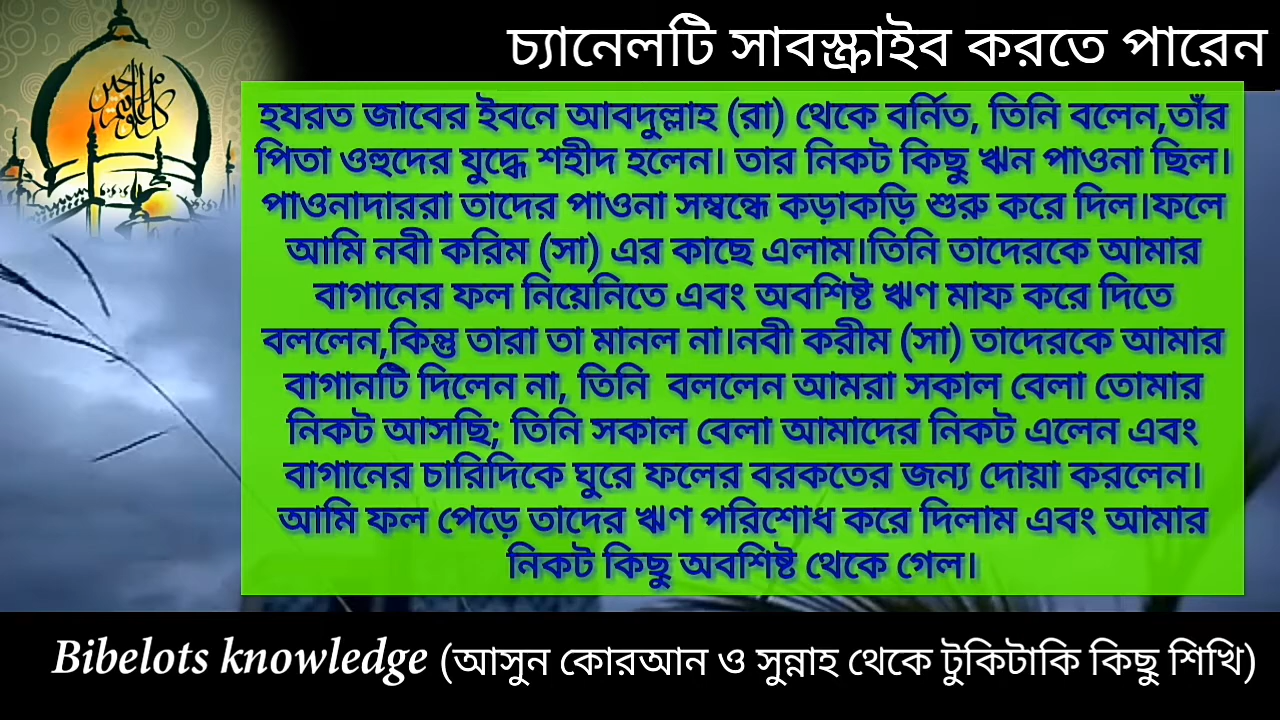 চ্যানেলটি সাবস্ক্রাইব করতে পারেন
হযরত জাবের ইবনে আবদুল্লাহ (রা) থেকে বর্নিত, তিনি বলেন,তাঁর
পিতা ওহুদের যুদ্ধে শহীদ হলেন। তার নিকট কিছু ঋন পাওনা ছিল।
পাওনাদাররা তাদের পাওনা সম্বন্ধে কড়াকড়ি শুরু করে দিল।ফলে
আমি নবী করিম (সা) এর কাছে এলাম।তিনি তাদেরকে আমার
বাগানের ফল নিয়েনিতে এবং অবশিষ্ট ঋণ মাফ করে দিতে
বললেন,কিন্তু তারা তা মানল না।নবী করীম (সা) তাদেরকে আমার
বাগানটি দিলেন না, তিনি বললেন আমরা সকাল বেলা তোমার
নিকট আসছি; তিনি সকাল বেলা আমাদের নিকট এলেন এবং
বাগানের চারিদিকে ঘুরে ফলের বরকতের জন্য দোয়া করলেন।
আমি ফল পেড়ে তাদের ঋণ পরিশোধ করে দিলাম এবং আমার
নিকট কিছু অবশিষ্ট থেকে গেল।
Bibelots knowledge (আসুন কোরআন ও সুন্নাহ থেকে টুকিটাকি কিছু শিখি)